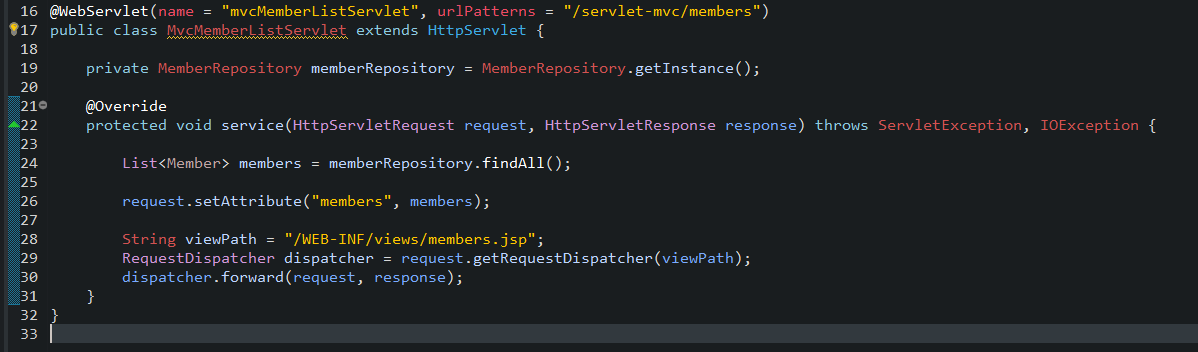 16 @WebServlet(name = "mvcMemberListServlet", urlPatterns = "/servlet-mvc/members")
17 public class MvcMemberListServlet extends HttpServlet {
18
19     private MemberRepository memberRepository = MemberRepository.getInstance();
20
21     @Override
22     protected void service(HttpServletRequest request, HttpServletResponse response) throws ServletException, IOException {
23
24         List<Member> members = memberRepository.findAll();
25
26         request.setAttribute("members", members);
27
28         String viewPath = "/WEB-INF/views/members.jsp";
29         RequestDispatcher dispatcher = request.getRequestDispatcher(viewPath);
30         dispatcher.forward(request, response);
31     }
32 }
33